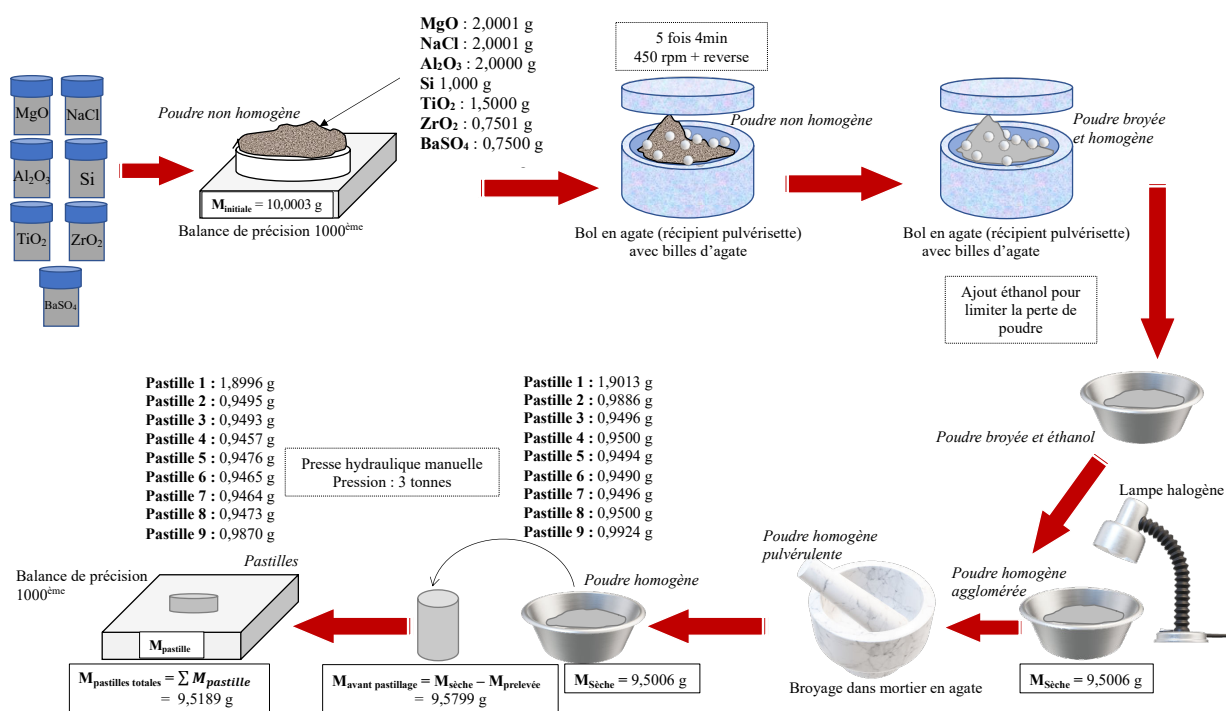 MgO
NaCl
Al₂O₃
Si
TiO₂
ZrO₂
BaSO₄
Poudre non homogène
M_initiale = 10,0003 g
Balance de précision 1000ème
MgO : 2,0001 g
NaCl : 2,0001 g
Al₂O₃ : 2,0000 g
Si 1,000 g
TiO₂ : 1,5000 g
ZrO₂ : 0,7501 g
BaSO₄ : 0,7500 g
5 fois 4min
450 rpm + reverse
Poudre non homogène
Bol en agate (récipient pulvérisette)
avec billes d’agate
Poudre broyée
et homogène
Bol en agate (récipient pulvérisette)
avec billes d’agate
Ajout éthanol pour
limiter la perte de
poudre
Poudre broyée et éthanol
Lampe halogène
Poudre homogène
agglomérée
M_Sèche = 9,5006 g
Poudre homogène
pulvérulente
Broyage dans mortier en agate
Pastille 1 : 1,9013 g
Pastille 2 : 0,9886 g
Pastille 3 : 0,9496 g
Pastille 4 : 0,9500 g
Pastille 5 : 0,9494 g
Pastille 6 : 0,9490 g
Pastille 7 : 0,9496 g
Pastille 8 : 0,9500 g
Pastille 9 : 0,9924 g
Poudre homogène
M_Sèche = 9,5006 g
Presse hydraulique manuelle
Pression : 3 tonnes
M_avant pastillage = M_sèche − M_prelevée
= 9,5799 g
Pastille 1 : 1,8996 g
Pastille 2 : 0,9495 g
Pastille 3 : 0,9493 g
Pastille 4 : 0,9457 g
Pastille 5 : 0,9476 g
Pastille 6 : 0,9465 g
Pastille 7 : 0,9464 g
Pastille 8 : 0,9473 g
Pastille 9 : 0,9870 g
Pastilles
Balance de précision
1000ème
M_pastille
M_pastilles totales = ∑ M_pastille
= 9,5189 g